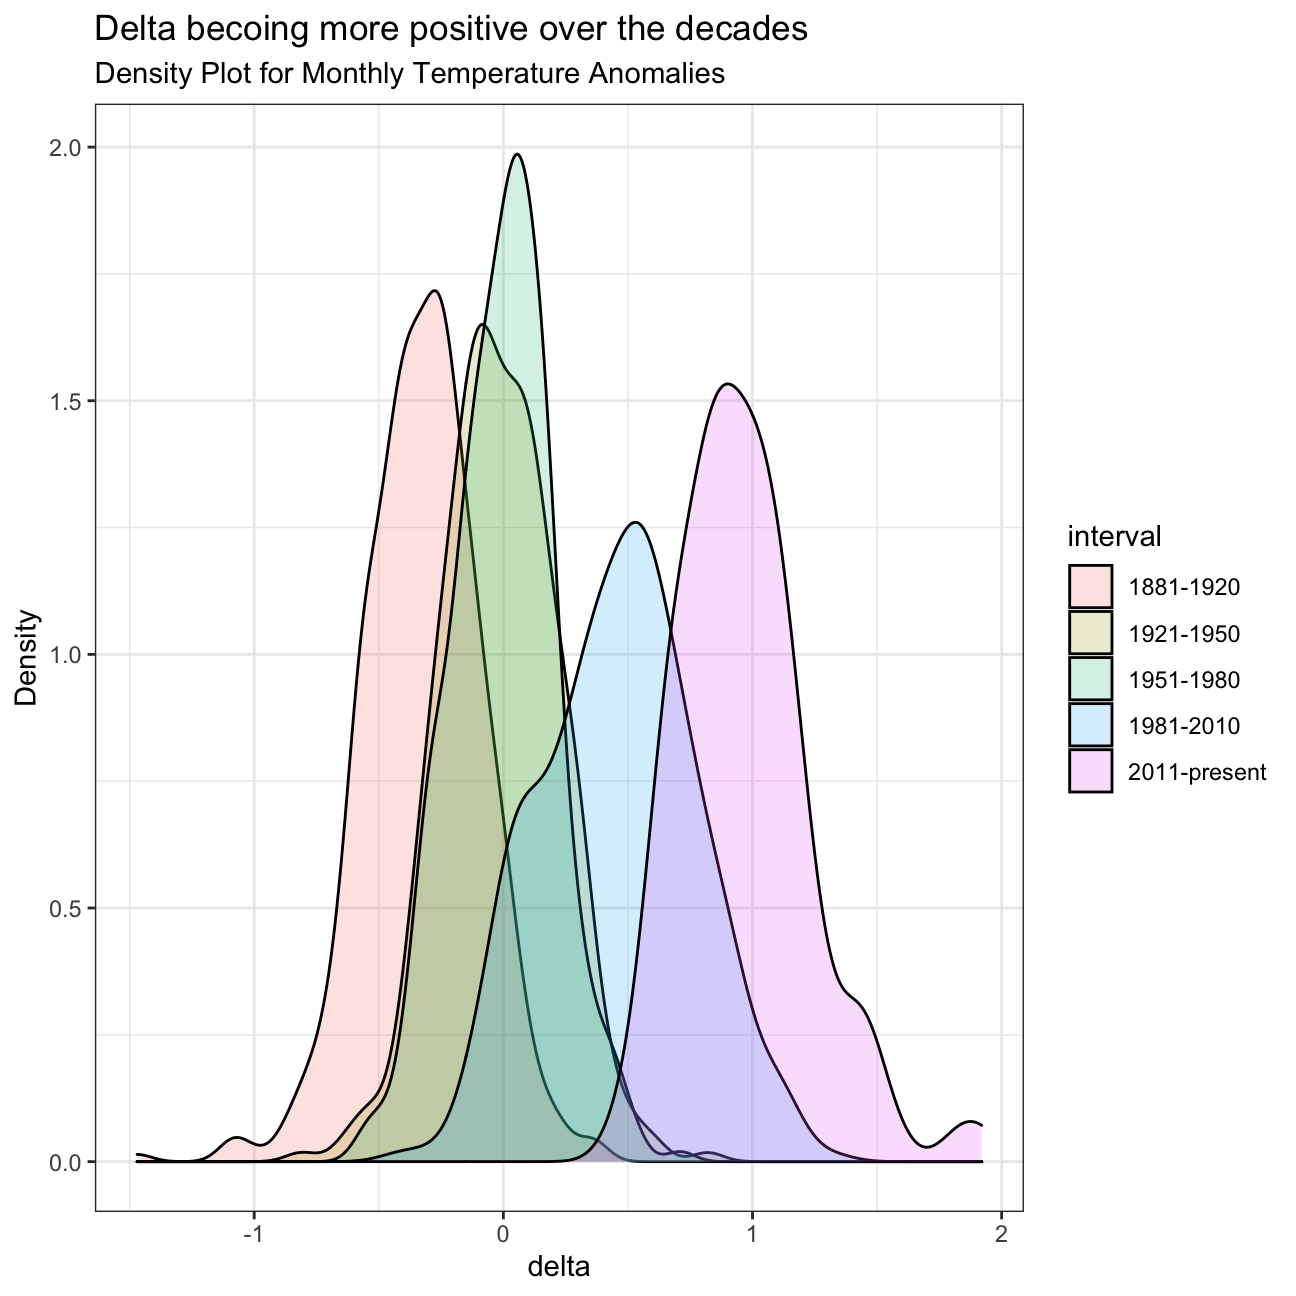 Delta becoing more positive over the decades
Density Plot for Monthly Temperature Anomalies
2.0
1.5
1.0
0.5
0.0
Density
-1
0
1
2
delta
interval
1881-1920
1921-1950
1951-1980
1981-2010
2011-present